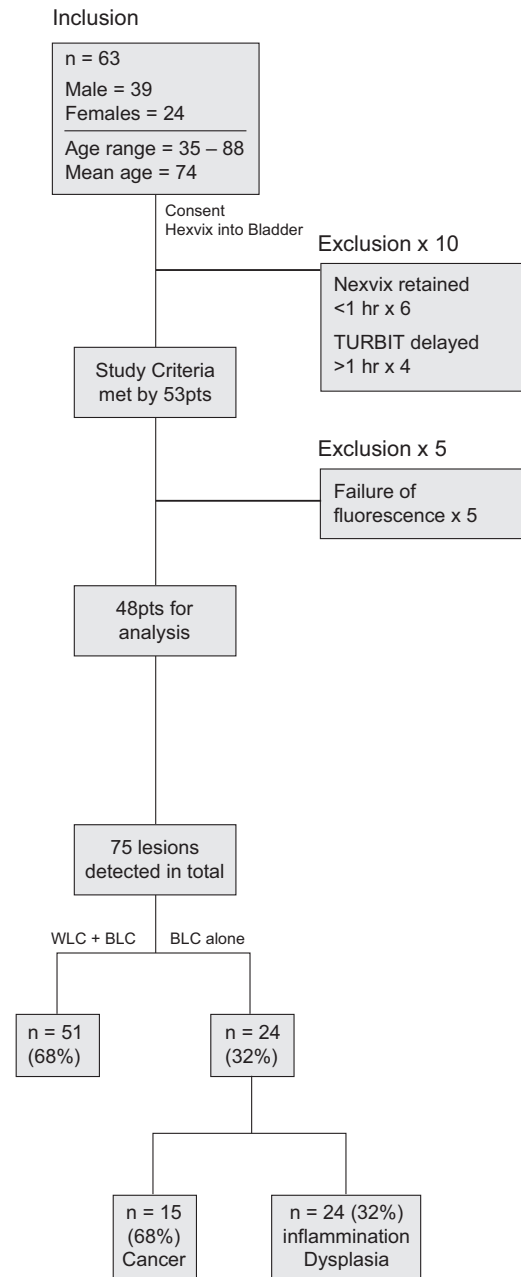 Inclusion
n = 63
Male = 39
Females = 24
Age range = 35 – 88
Mean age = 74
Consent
Hexvix into Bladder
Exclusion x 10
Nexvix retained
<1 hr x 6
TURBIT delayed
>1 hr x 4
Study Criteria
met by 53pts
Exclusion x 5
Failure of
fluorescence x 5
48pts for
analysis
75 lesions
detected in total
WLC + BLC
BLC alone
n = 51
(68%)
n = 24
(32%)
n = 15
(68%)
Cancer
n = 24 (32%)
inflammination
Dysplasia